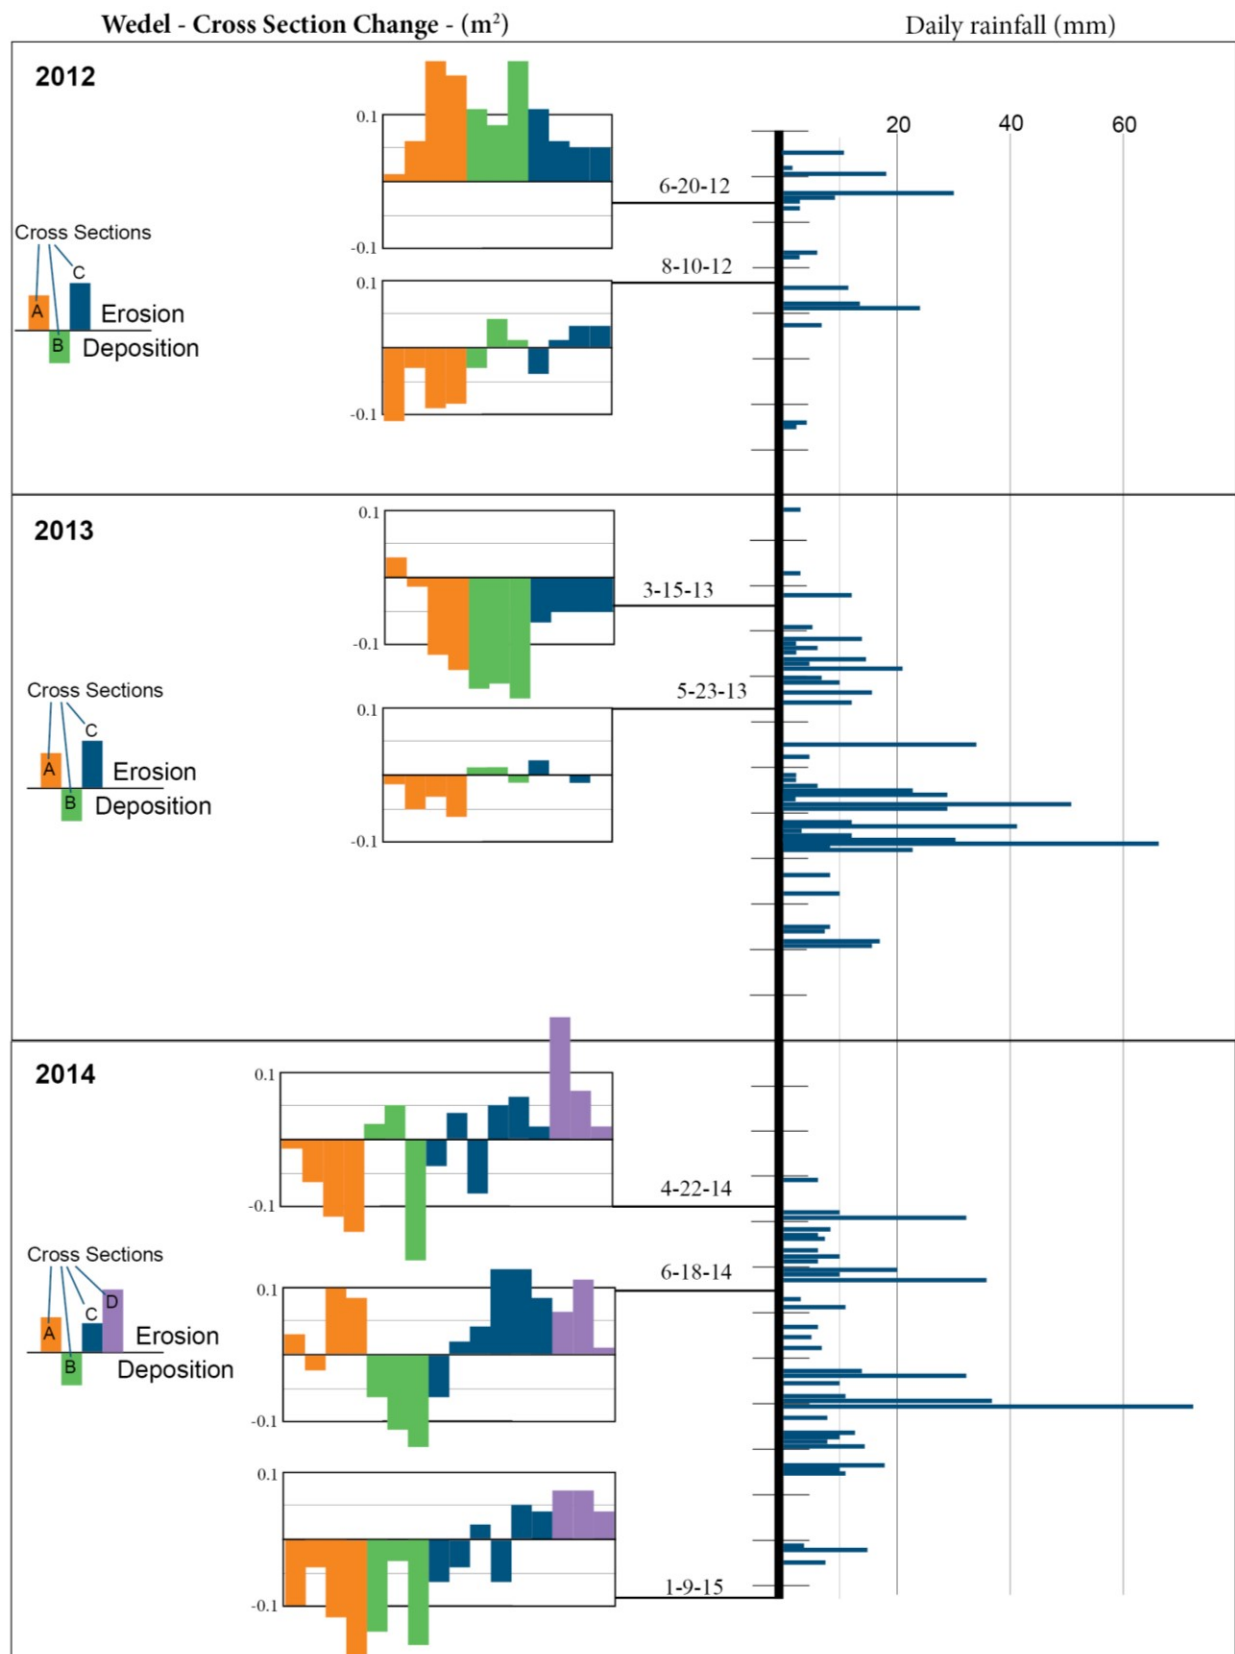 Wedel - Cross Section Change - (m²)
Daily rainfall (mm)
2012
20 40 60
0.1
-0.1
6-20-12
Cross Sections
A B C
Erosion
Deposition
8-10-12
0.1
-0.1
2013
0.1
-0.1
3-15-13
Cross Sections
A B C
Erosion
Deposition
5-23-13
0.1
-0.1
2014
0.1
-0.1
4-22-14
Cross Sections
A B C D
Erosion
Deposition
6-18-14
0.1
-0.1
0.1
-0.1
1-9-15